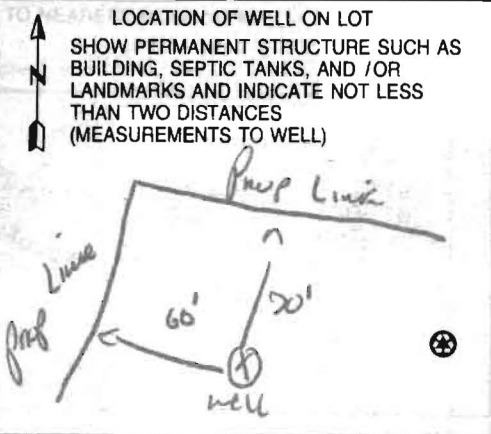 LOCATION OF WELL ON LOT
N
SHOW PERMANENT STRUCTURE SUCH AS
BUILDING, SEPTIC TANKS, AND /OR
LANDMARKS AND INDICATE NOT LESS
THAN TWO DISTANCES
(MEASUREMENTS TO WELL)
Prop Line
Prop Line
60'
70'
well